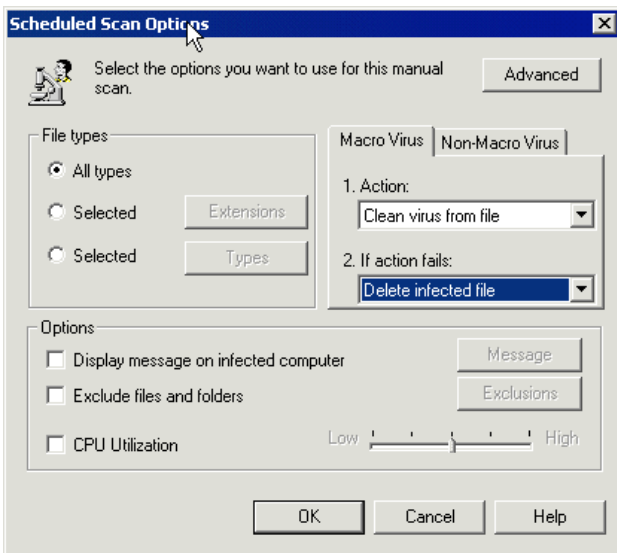 Scheduled Scan Options
Select the options you want to use for this manual
scan.
Advanced
File types
All types
Selected
Extensions
Selected
Types
Macro Virus
Non-Macro Virus
1. Action:
Clean virus from file
2. If action fails:
Delete infected file
Options
Display message on infected computer
Message
Exclude files and folders
Exclusions
CPU Utilization
Low
High
OK
Cancel
Help